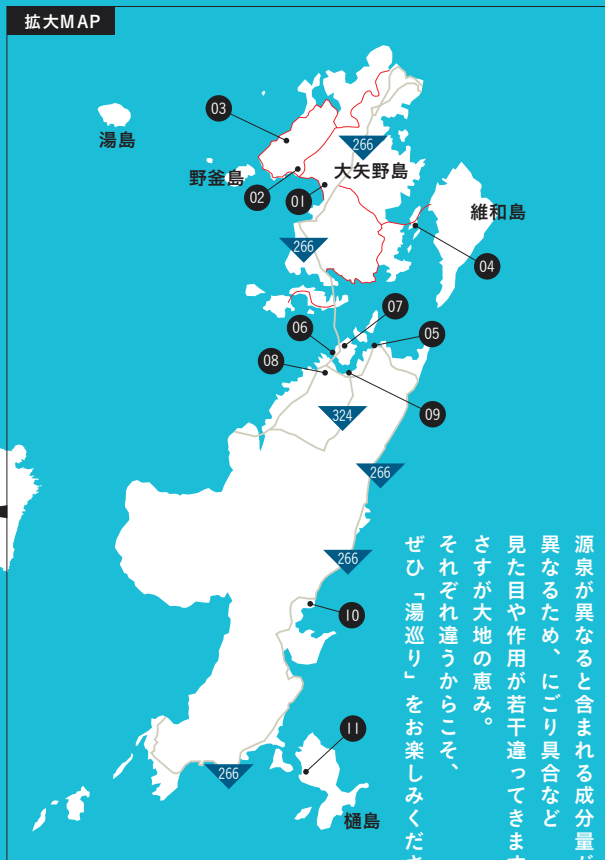 拡大MAP
03
266
湯島
野釜島
大矢野島
02
01
維和島
266
04
07
06
05
08
09
324
266
266
10
11
266
樋島
源泉が異なると含まれる成分量が
異なるため、にごり具合など
見た目や作用が若干違ってきます
さすが大地の恵み。
それぞれ違うからこそ、
ぜひ「湯巡り」をお楽しみくださ